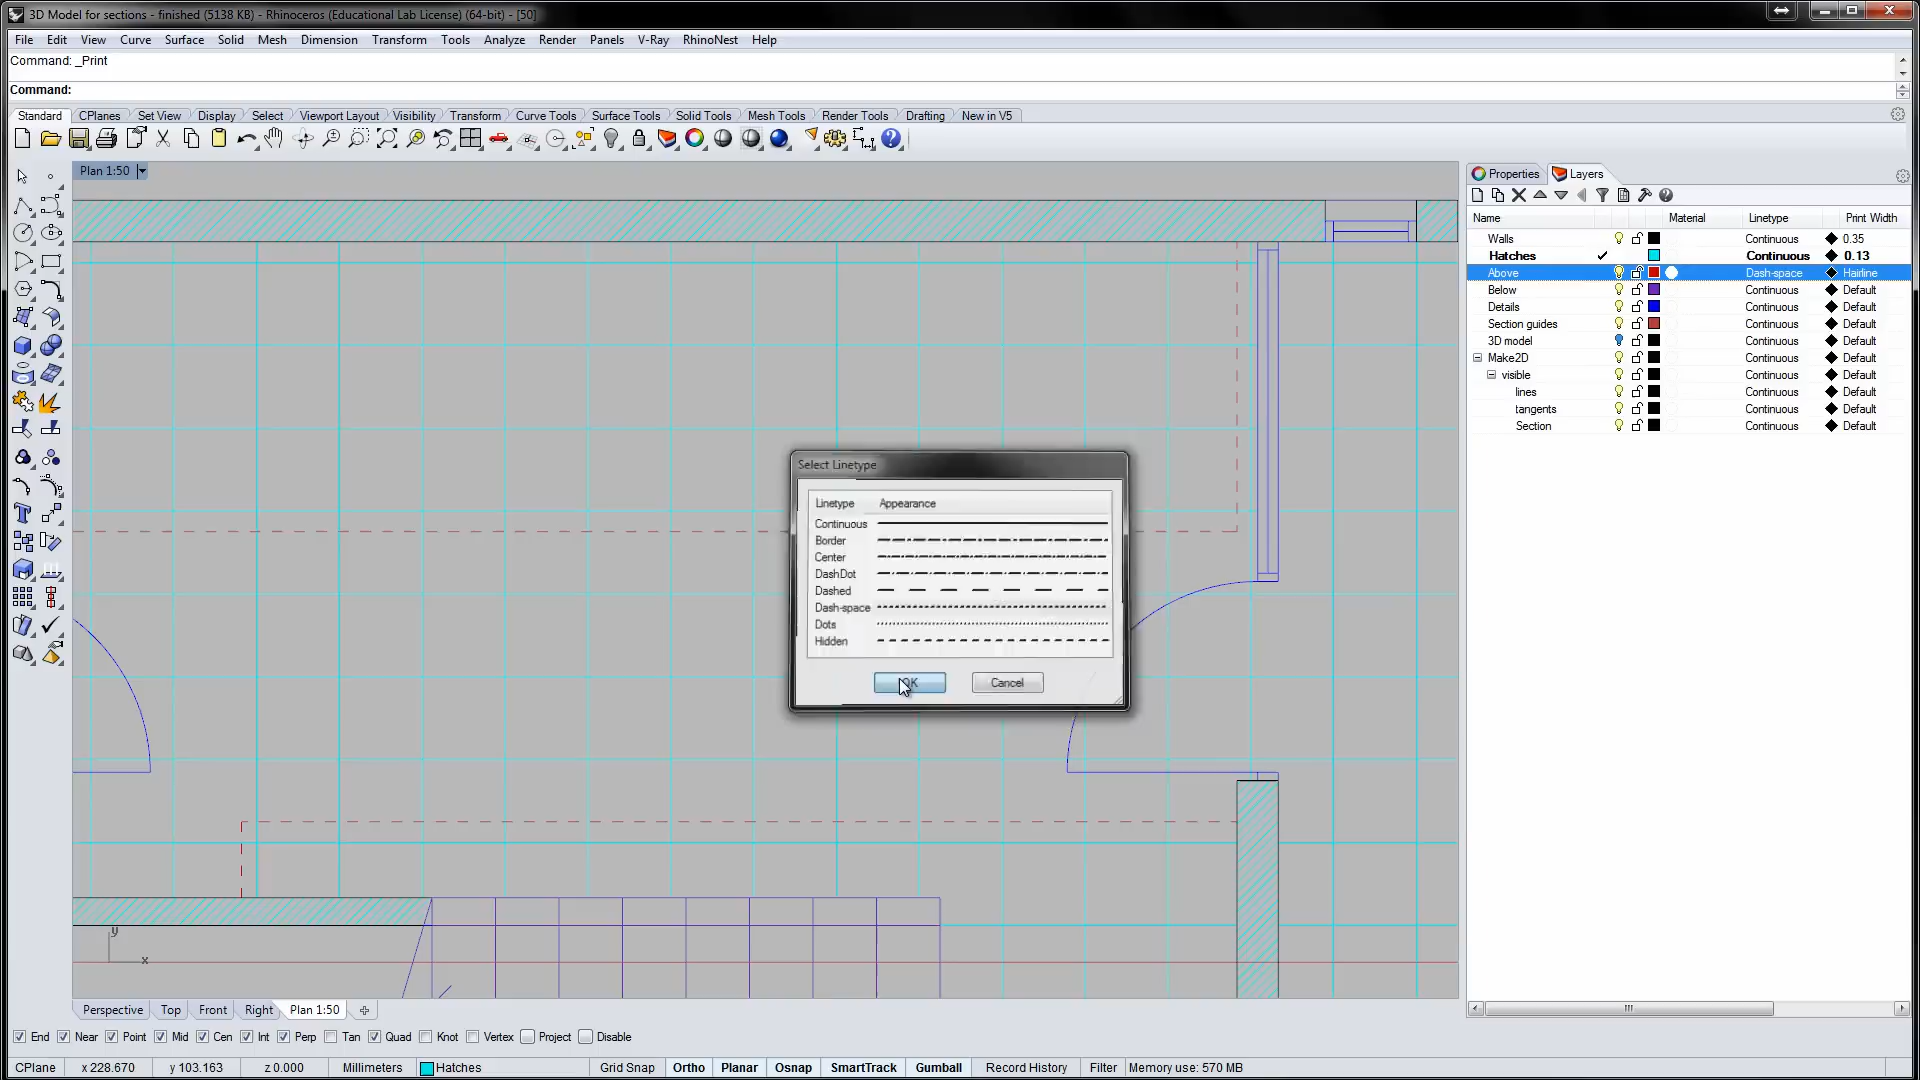 3D Model for sections - finished (5138 KB) - Rhinoceros (Educational Lab License) (64-bit) - [50]
File Edit View Curve Surface Solid Mesh Dimension Transform Tools Analyze Render Panels V-Ray RhinoNest Help
Command: _Print
Command:
Standard CPlanes Set View Display Select Viewport Layout Visibility Transform Curve Tools Surface Tools Solid Tools Mesh Tools Render Tools Drafting New in V5
Plan 1:50
Properties Layers
Name Material Linetype Print Width
Walls Continuous 0.35
Hatches Continuous 0.13
Above Dash-space Hairline
Below Continuous Default
Details Continuous Default
Section guides Continuous Default
3D model Continuous Default
Make2D Continuous Default
visible Continuous Default
lines Continuous Default
tangents Continuous Default
Section Continuous Default
Select Linetype
Linetype Appearance
Continuous
Border
Center
DashDot
Dashed
Dash-space
Dots
Hidden
OK Cancel
y
x
Perspective Top Front Right Plan 1:50
End Near Point Mid Cen Int Perp Tan Quad Knot Vertex Project Disable
CPlane x 228.670 y 103.163 z 0.000 Millimeters Hatches Grid Snap Ortho Planar Osnap SmartTrack Gumball Record History Filter Memory use: 570 MB